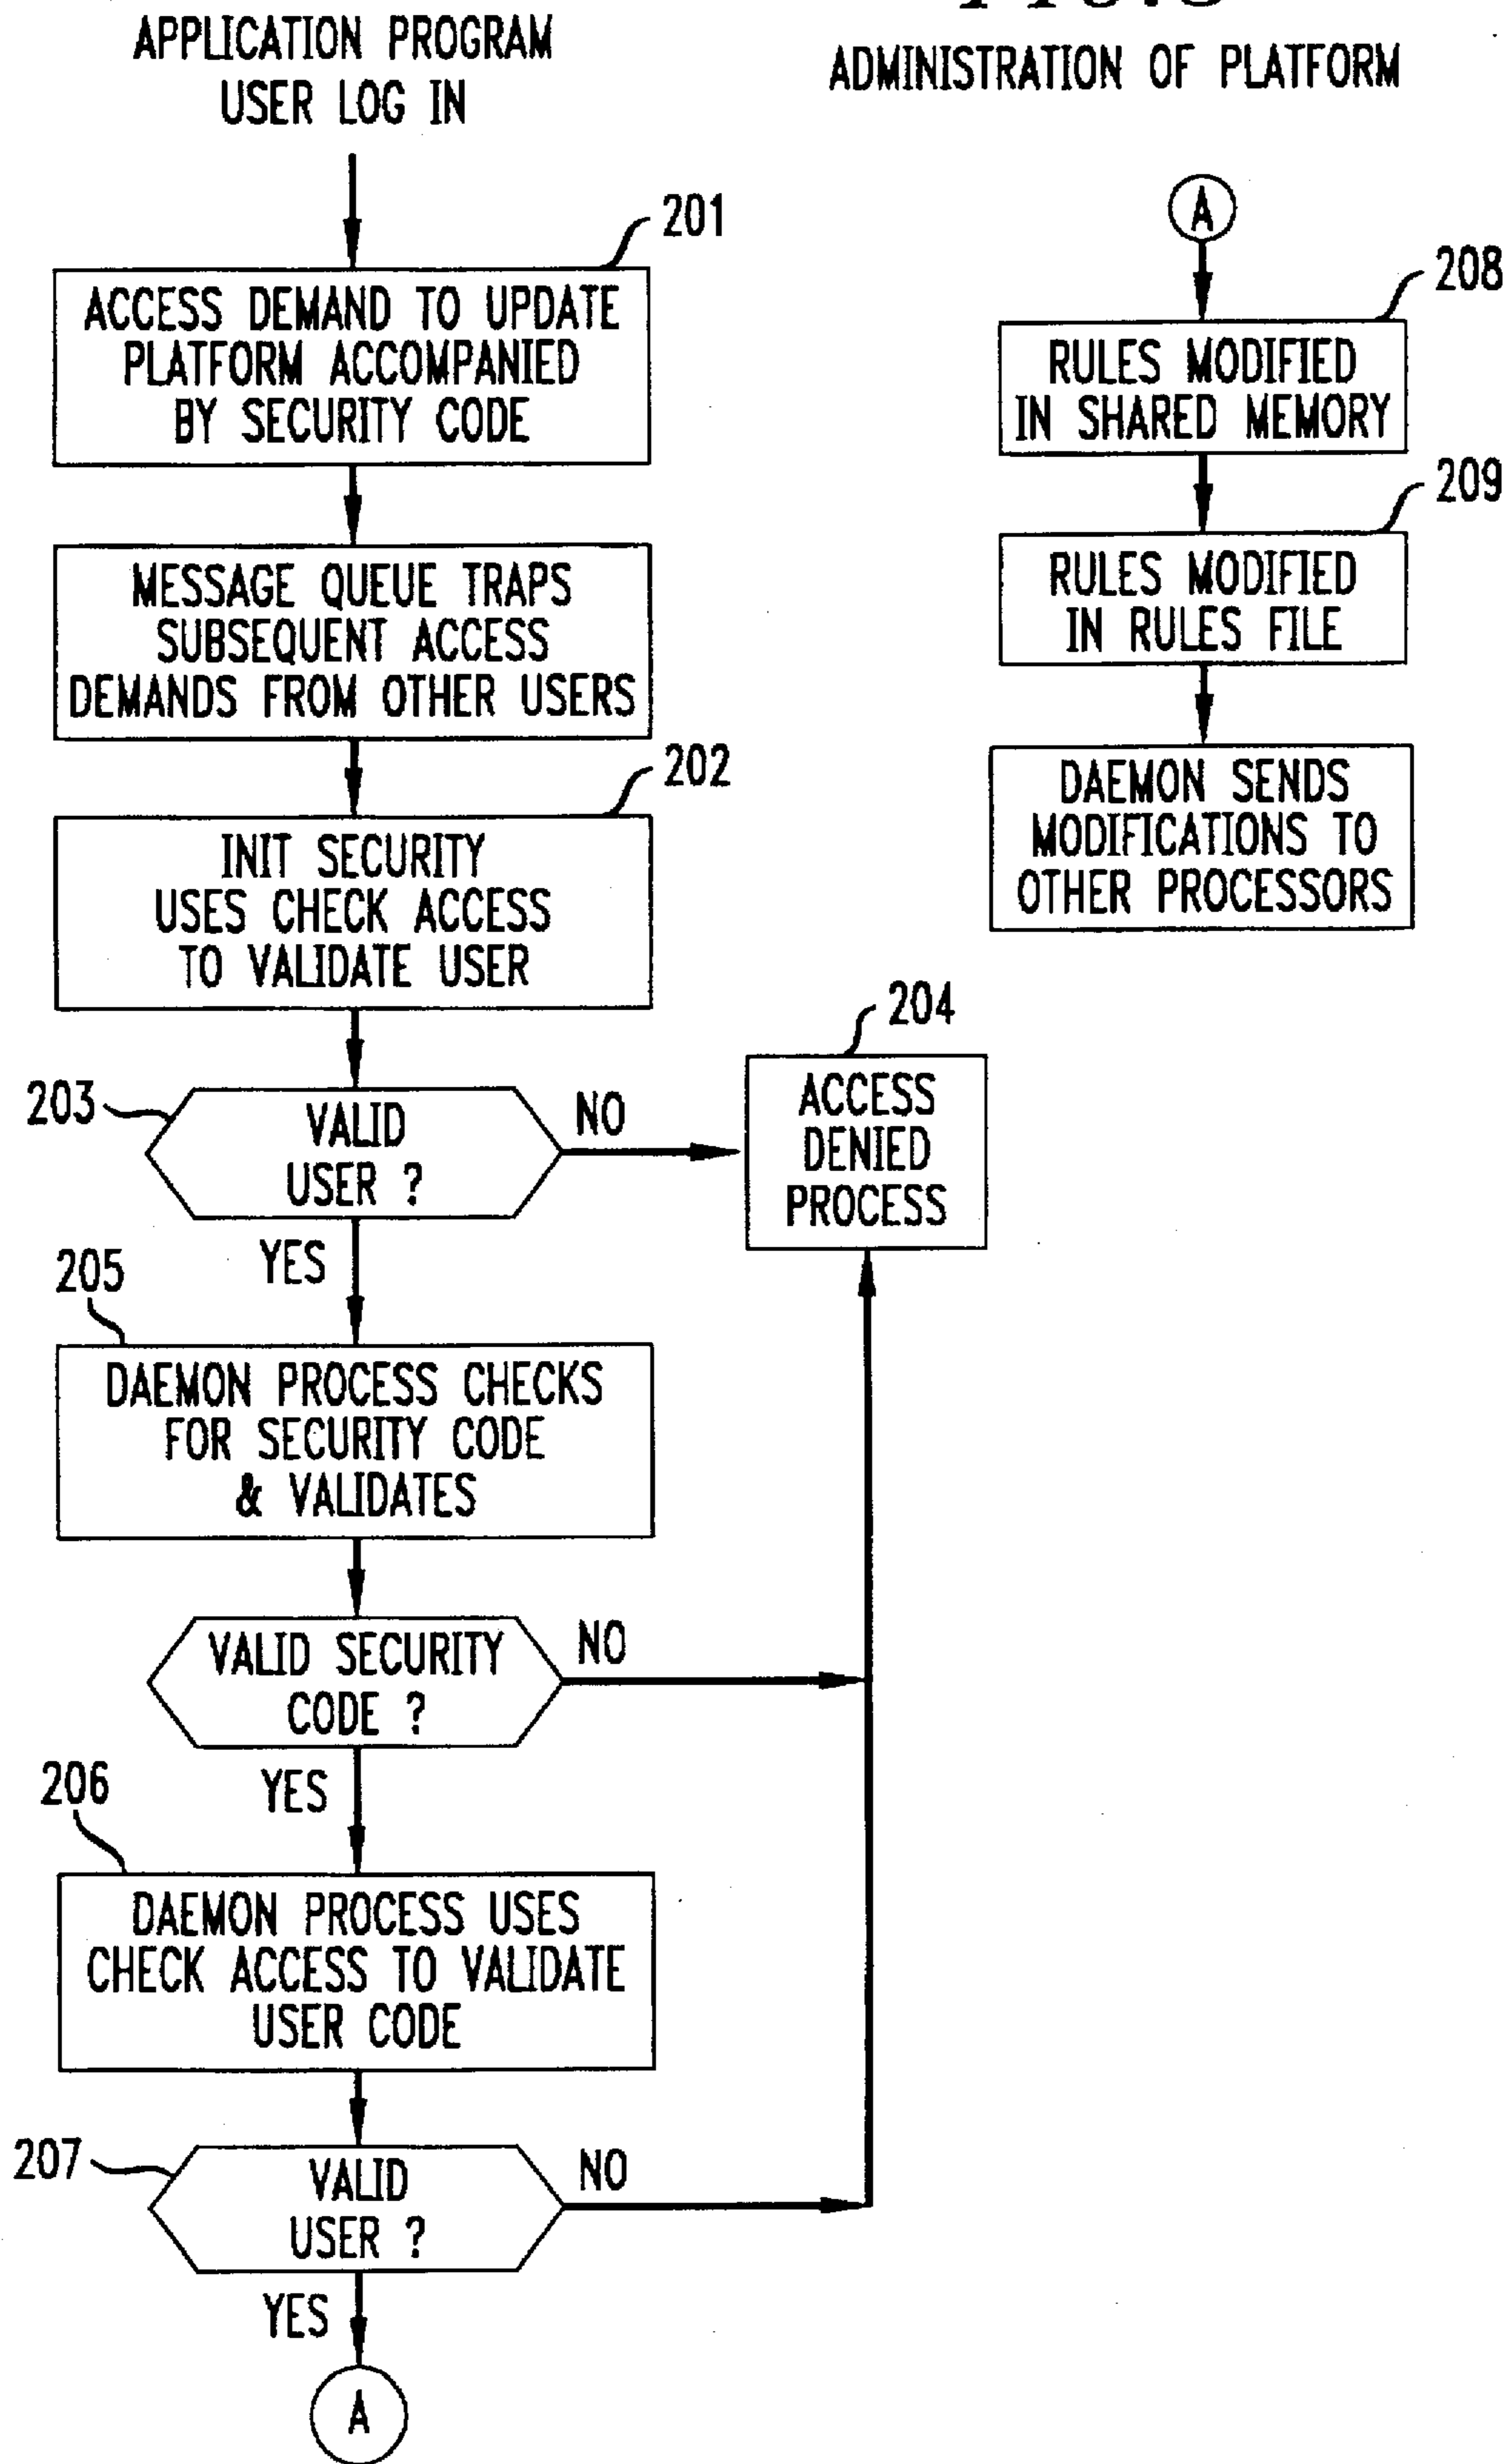 APPLICATION PROGRAM
USER LOG IN
201
ACCESS DEMAND TO UPDATE
PLATFORM ACCOMPANIED
BY SECURITY CODE
MESSAGE QUEUE TRAPS
SUBSEQUENT ACCESS
DEMANDS FROM OTHER USERS
202
INIT SECURITY
USES CHECK ACCESS
TO VALIDATE USER
203
VALID
USER ?
NO
204
ACCESS
DENIED
PROCESS
YES
205
DAEMON PROCESS CHECKS
FOR SECURITY CODE
& VALIDATES
VALID SECURITY
CODE ?
NO
YES
206
DAEMON PROCESS USES
CHECK ACCESS TO VALIDATE
USER CODE
207
VALID
USER ?
NO
YES
A
ADMINISTRATION OF PLATFORM
A
208
RULES MODIFIED
IN SHARED MEMORY
209
RULES MODIFIED
IN RULES FILE
DAEMON SENDS
MODIFICATIONS TO
OTHER PROCESSORS